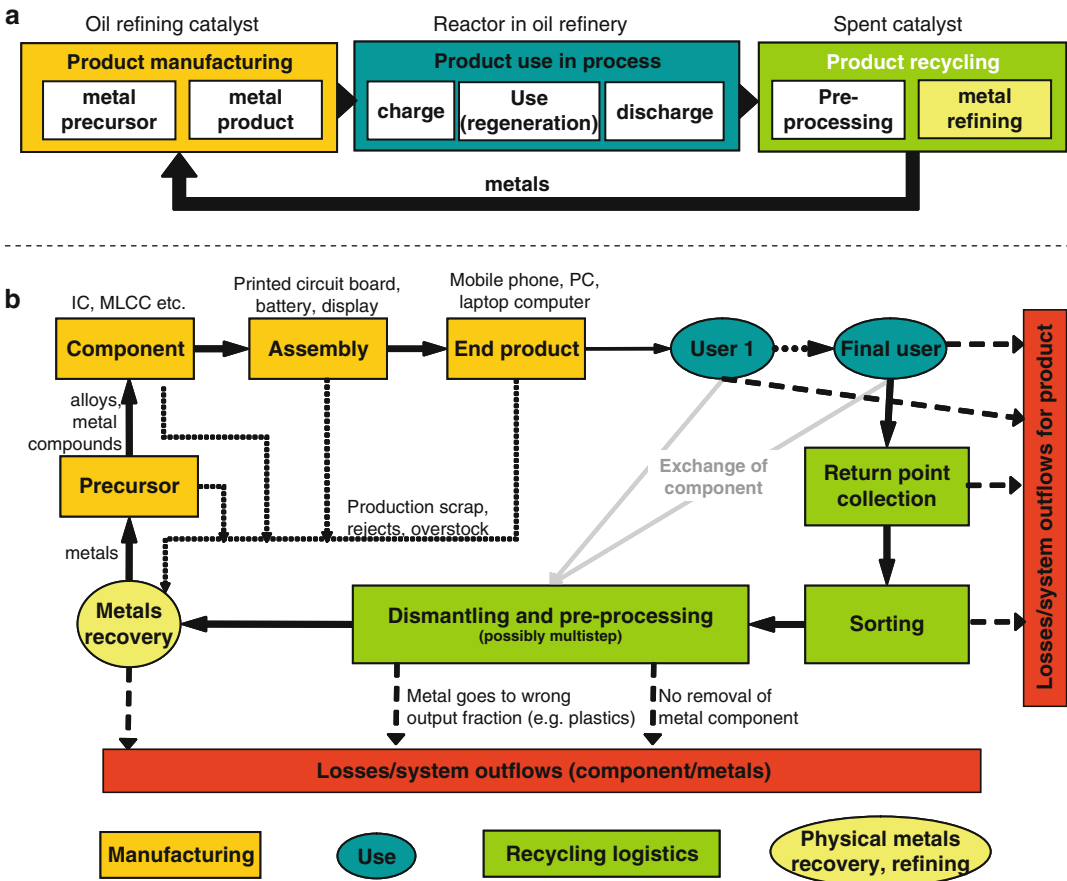 a
Oil refining catalyst
Reactor in oil refinery
Spent catalyst
Product manufacturing
metal
precursor
metal
product
Product use in process
charge
Use
(regeneration)
discharge
Product recycling
Pre-
processing
metal
refining
metals
b
IC, MLCC etc.
Printed circuit board,
battery, display
Mobile phone, PC,
laptop computer
Component
Assembly
End product
User 1
Final user
Losses/system outflows for product
alloys,
metal
compounds
Precursor
Exchange of
component
Return point
collection
Production scrap,
rejects, overstock
metals
Metals
recovery
Dismantling and pre-processing
(possibly multistep)
Sorting
Metal goes to wrong
output fraction (e.g. plastics)
No removal of
metal component
Losses/system outflows (component/metals)
Manufacturing
Use
Recycling logistics
Physical metals
recovery, refining